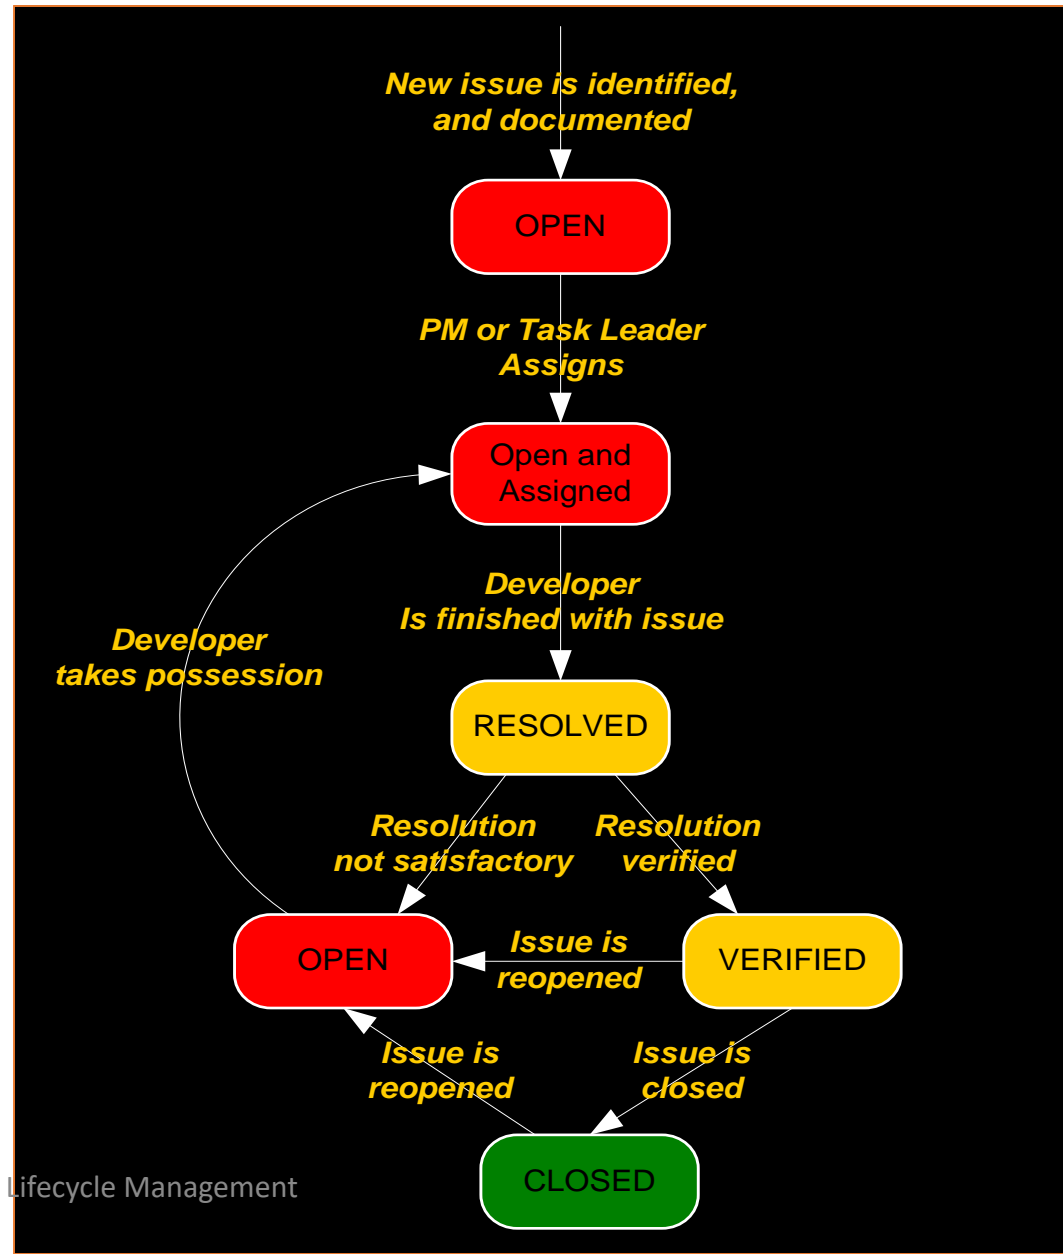 New issue is identified,
and documented
OPEN
PM or Task Leader
Assigns
Open and
Assigned
Developer
Is finished with issue
Developer
takes possession
RESOLVED
Resolution
not satisfactory
Resolution
verified
OPEN
Issue is
reopened
VERIFIED
Issue is
reopened
Issue is
closed
CLOSED
Lifecycle Management